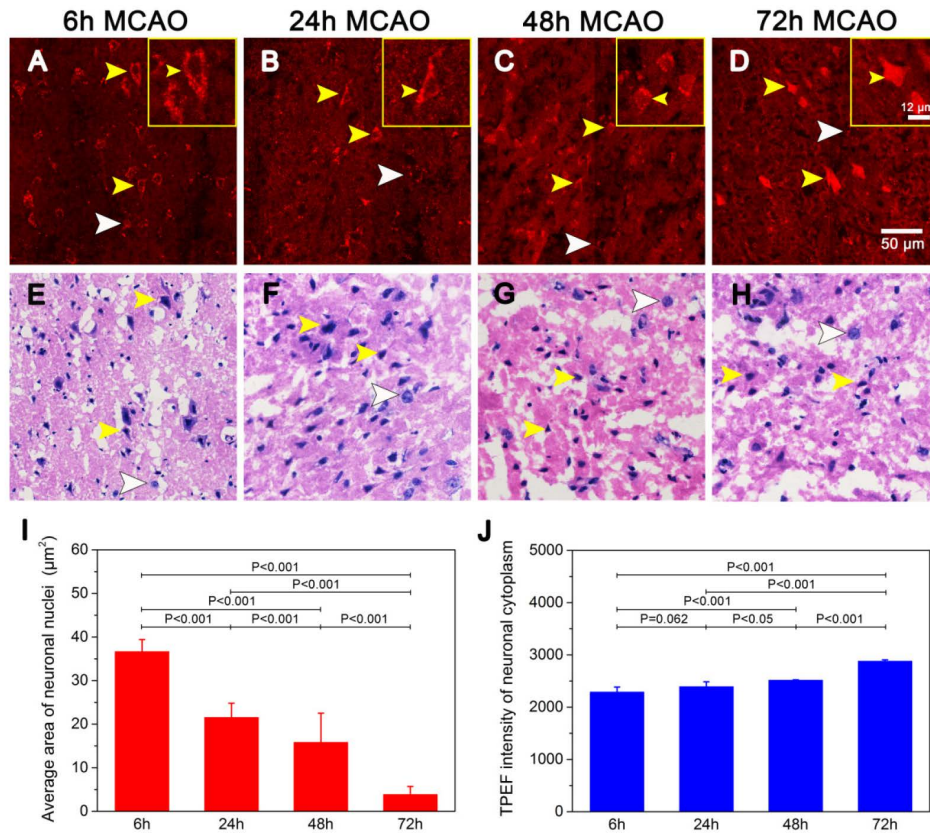 6h MCAO 24h MCAO 48h MCAO 72h MCAO
A B C D
12 µm
50 µm
E F G H
I
Average area of neuronal nuclei (µm²)
60
50
40
30
20
10
0
P<0.001
P<0.001
P<0.001
P<0.001 P<0.001 P<0.001
6h 24h 48h 72h
J
TPEF intensity of neuronal cytoplasm
5000
4000
3000
2000
1000
0
P<0.001
P<0.001
P<0.001
P=0.062 P<0.05 P<0.001
6h 24h 48h 72h